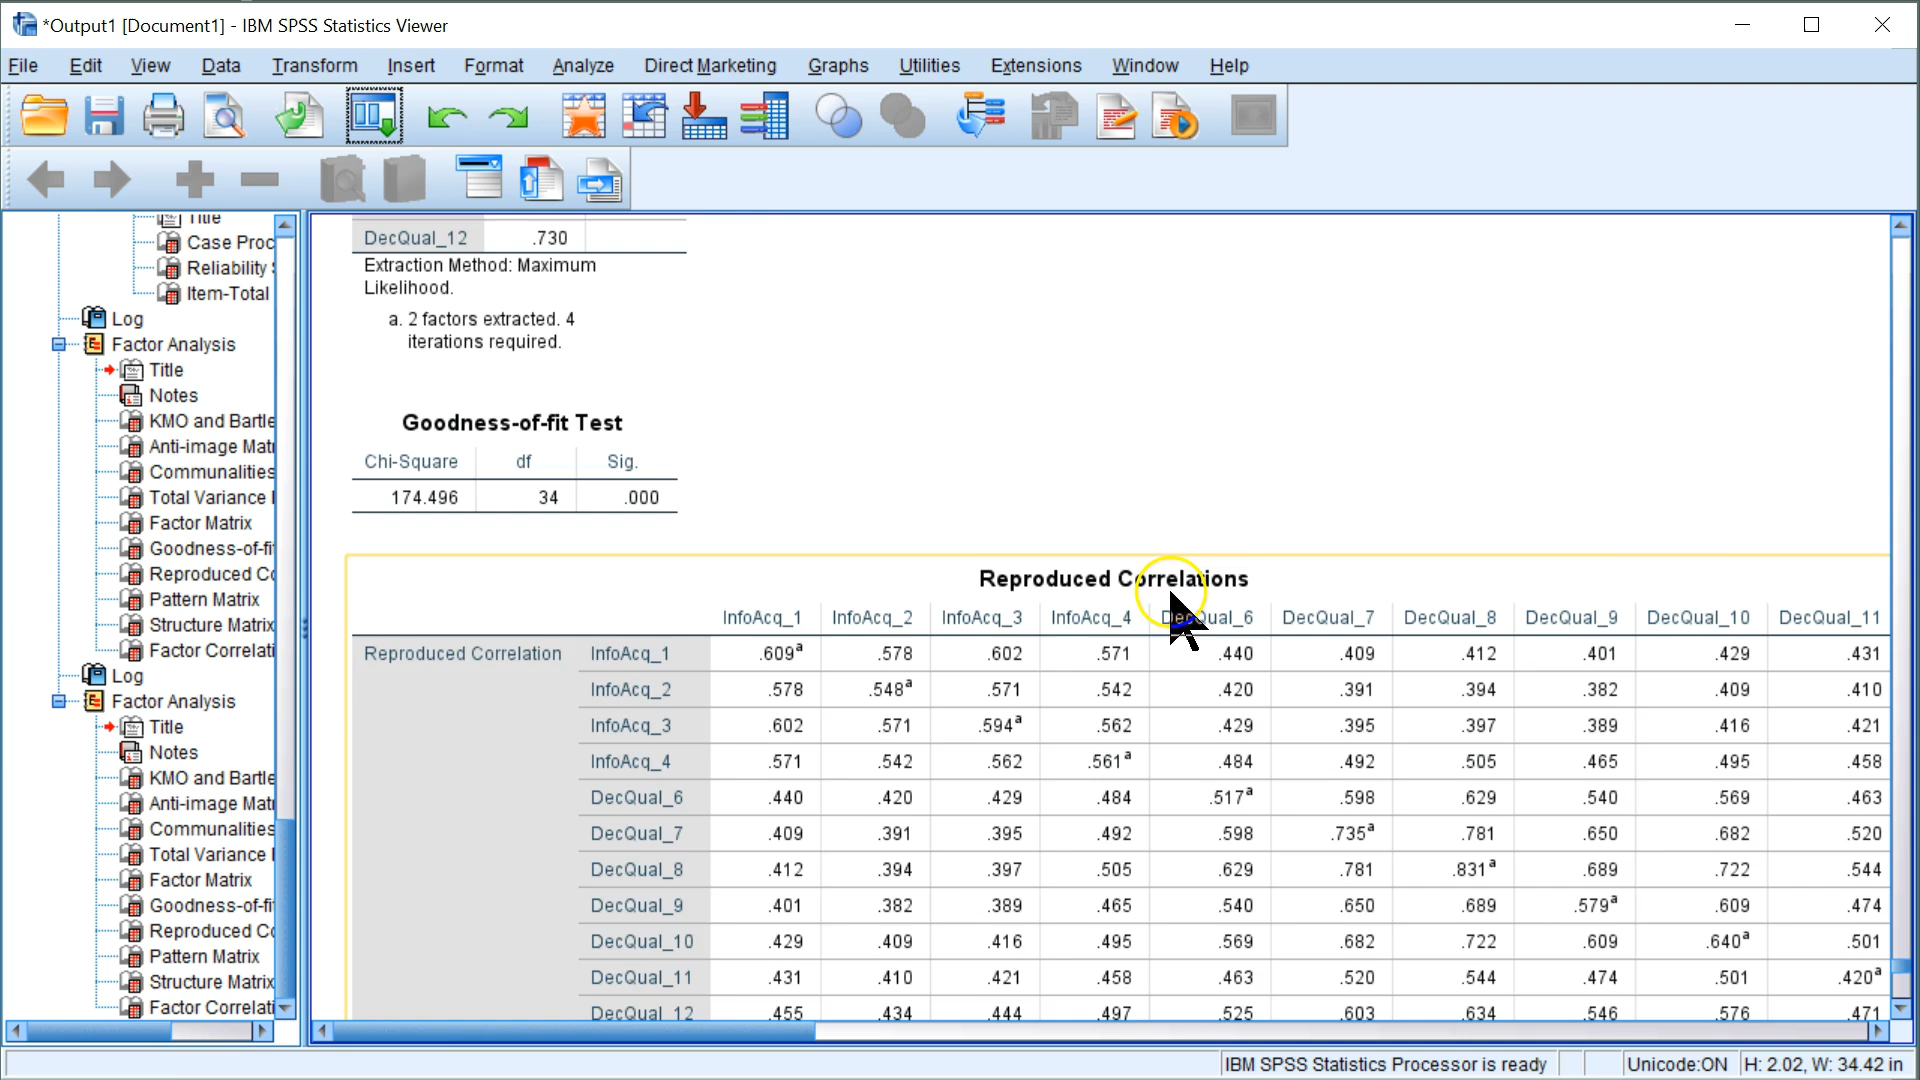 *Output1 [Document1] - IBM SPSS Statistics Viewer
File Edit View Data Transform Insert Format Analyze Direct Marketing Graphs Utilities Extensions Window Help
Title
Case Proc
Reliability
Item-Total
Log
Factor Analysis
Title
Notes
KMO and Bartle
Anti-image Mat
Communalities
Total Variance
Factor Matrix
Goodness-of-fi
Reproduced Co
Pattern Matrix
Structure Matrix
Factor Correlati
Log
Factor Analysis
Title
Notes
KMO and Bartle
Anti-image Mat
Communalities
Total Variance
Factor Matrix
Goodness-of-fi
Reproduced Co
Pattern Matrix
Structure Matrix
Factor Correlati
DecQual_12 .730
Extraction Method: Maximum
Likelihood.
a. 2 factors extracted. 4
iterations required.
Goodness-of-fit Test
Chi-Square df Sig.
174.496 34 .000
Reproduced Correlations
InfoAcq_1 InfoAcq_2 InfoAcq_3 InfoAcq_4 DecQual_6 DecQual_7 DecQual_8 DecQual_9 DecQual_10 DecQual_11
Reproduced Correlation InfoAcq_1 .609a .578 .602 .571 .440 .409 .412 .401 .429 .431
InfoAcq_2 .578 .548a .571 .542 .420 .391 .394 .382 .409 .410
InfoAcq_3 .602 .571 .594a .562 .429 .395 .397 .389 .416 .421
InfoAcq_4 .571 .542 .562 .561a .484 .492 .505 .465 .495 .458
DecQual_6 .440 .420 .429 .484 .517a .598 .629 .540 .569 .463
DecQual_7 .409 .391 .395 .492 .598 .735a .781 .650 .682 .520
DecQual_8 .412 .394 .397 .505 .629 .781 .831a .689 .722 .544
DecQual_9 .401 .382 .389 .465 .540 .650 .689 .579a .609 .474
DecQual_10 .429 .409 .416 .495 .569 .682 .722 .609 .640a .501
DecQual_11 .431 .410 .421 .458 .463 .520 .544 .474 .501 .420a
DecQual_12 .455 .434 .444 .497 .525 .603 .634 .546 .576 .471
IBM SPSS Statistics Processor is ready Unicode:ON H: 2.02, W: 34.42 in